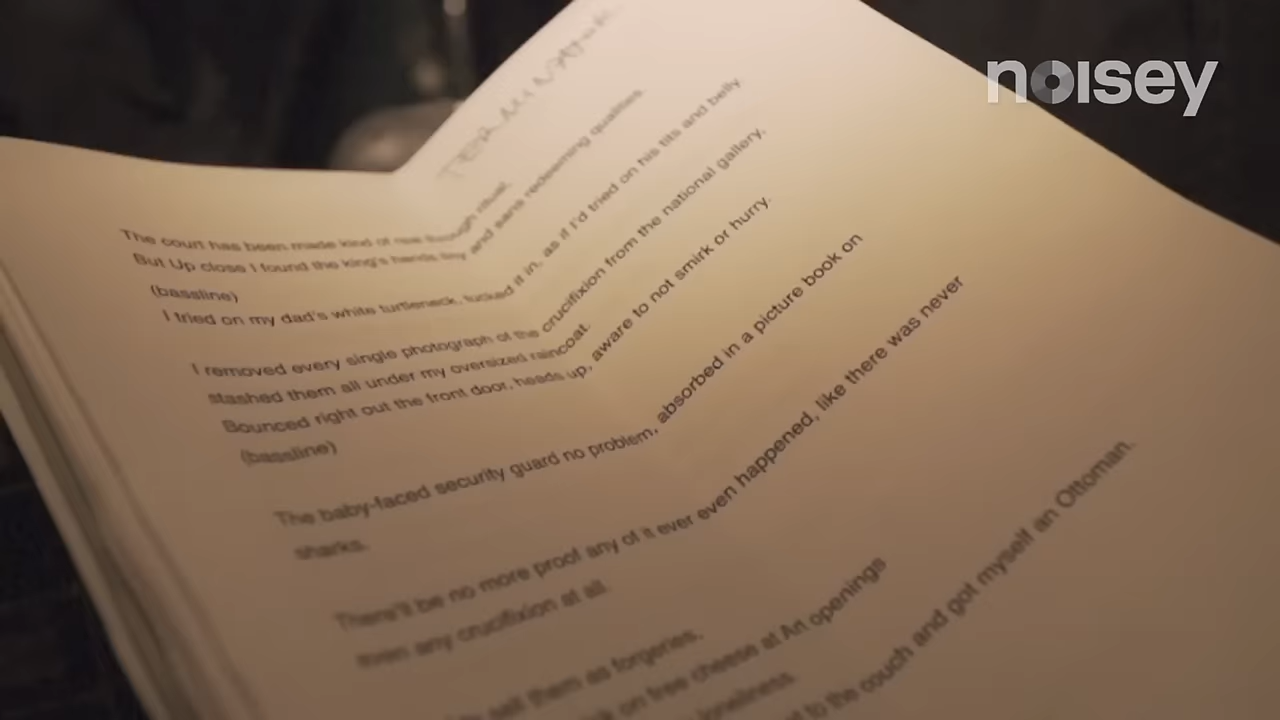 noisey
The court has been made kind of raw through ritual.
But Up close I found the king's hands tiny and sans redeeming qualities.
(bassline)
I tried on my dad's white turtleneck, tucked it in, as if I'd tried on his tits and belly.
I removed every single photograph of the crucifixion from the national gallery,
stashed them all under my oversized raincoat.
Bounced right out the front door, heads up, aware to not smirk or hurry.
(bassline)
The baby-faced security guard no problem, absorbed in a picture book on
sharks.
There'll be no more proof any of it ever even happened, like there was never
even any crucifixion at all.
sell them as forgeries,
on free cheese at Art openings
loneliness.
to the couch and got myself an Ottoman.